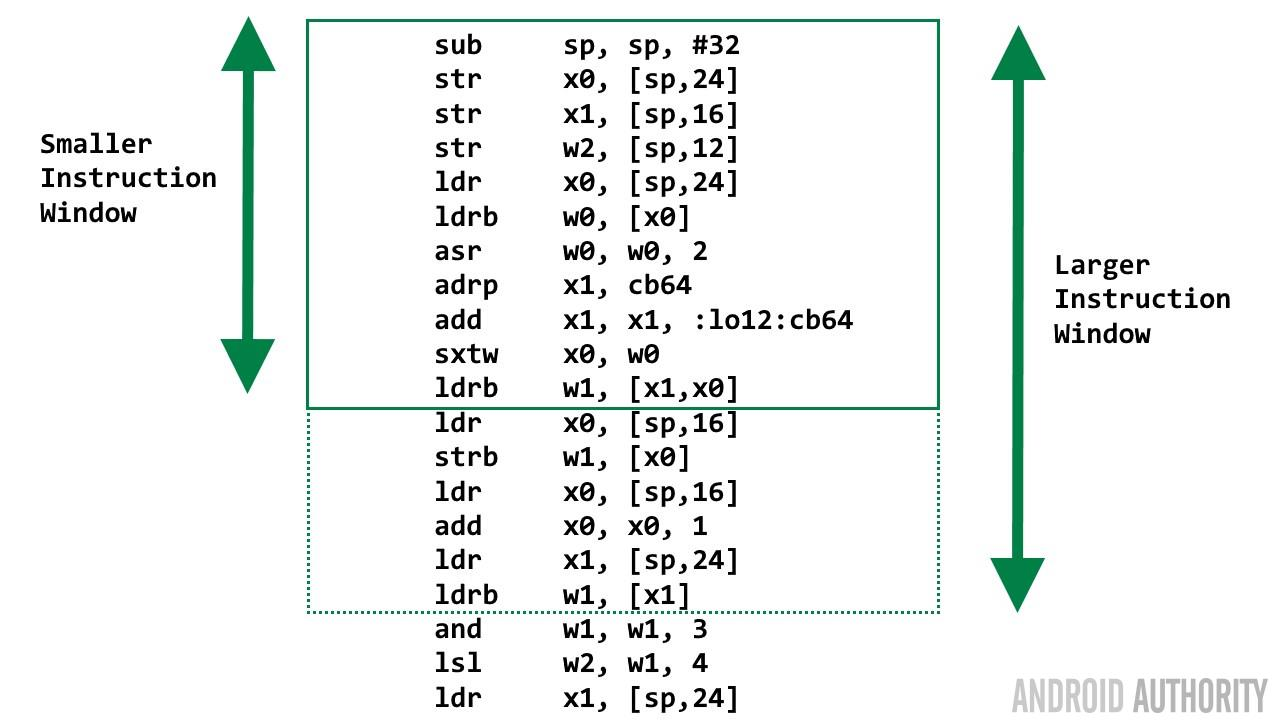 Smaller
Instruction
Window
sub sp, sp, #32
str x0, [sp,24]
str x1, [sp,16]
str w2, [sp,12]
ldr x0, [sp,24]
ldrb w0, [x0]
asr w0, w0, 2
adrp x1, cb64
add x1, x1, :lo12:cb64
sxtw x0, w0
ldrb w1, [x1,x0]
ldr x0, [sp,16]
strb w1, [x0]
ldr x0, [sp,16]
add x0, x0, 1
ldr x1, [sp,24]
ldrb w1, [x1]
and w1, w1, 3
lsl w2, w1, 4
ldr x1, [sp,24]
Larger
Instruction
Window
ANDROID AUTHORITY